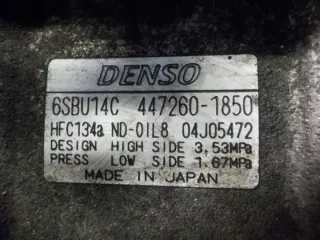 DENSO
6SBU14C 447260-1850
HFC134a ND-OIL8 04J05472
DESIGN HIGH SIDE 3.53MPa
PRESS LOW SIDE 1.67MPa
MADE IN JAPAN